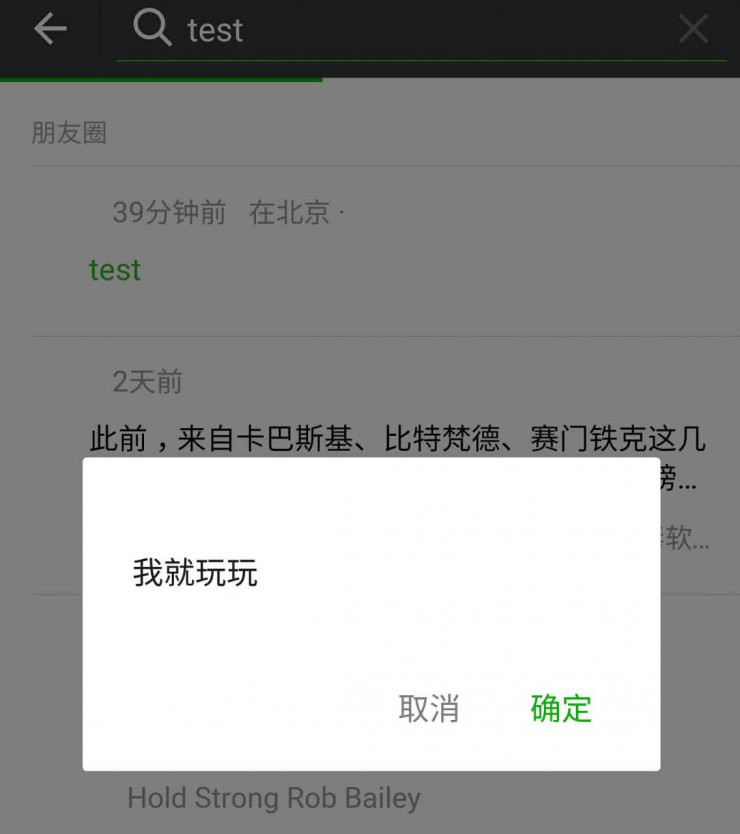 test
朋友圈
39分钟前 在北京 ·
test
2天前
此前，来自卡巴斯基、比特梵德、赛门铁克这几
...
软...
我就玩玩
取消 确定
Hold Strong Rob Bailey